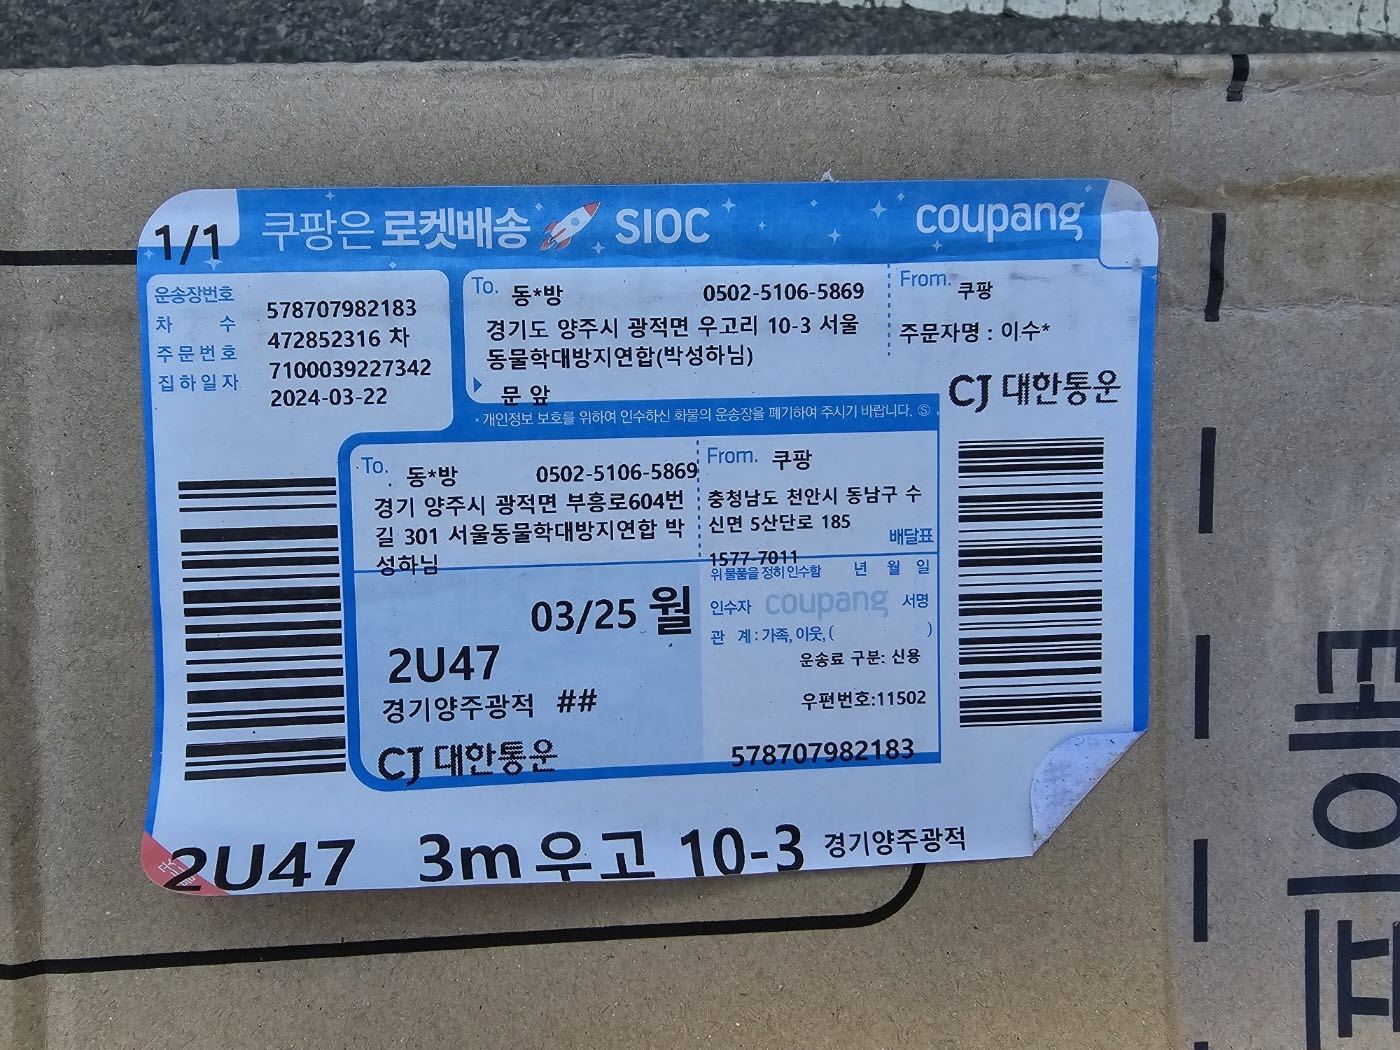 1/1
쿠팡은 로켓배송 SIOC
coupang
운송장번호 578707982183
차 수 472852316 차
주문번호 7100039227342
집하일자 2024-03-22
To. 동*방 0502-5106-5869
경기도 양주시 광적면 우고리 10-3 서울
동물학대방지연합(박성하님)
문 앞
From. 쿠팡
주문자명 : 이수*
• 개인정보 보호를 위하여 인수하신 화물의 운송장을 폐기하여 주시기 바랍니다. Ⓢ
CJ 대한통운
To. 동*방 0502-5106-5869
경기 양주시 광적면 부흥로604번
길 301 서울동물학대방지연합 박
성하님
From. 쿠팡
충청남도 천안시 동남구 수
신면 5산단로 185
배달표
1577-7011
위 물품을 정히 인수함 년 월 일
인수자 coupang 서명
관 계 : 가족, 이웃, ( )
운송료 구분: 신용
우편번호:11502
578707982183
03/25 월
2U47
경기양주광적 ##
CJ 대한통운
2U47 3m우고 10-3 경기양주광적
테이프